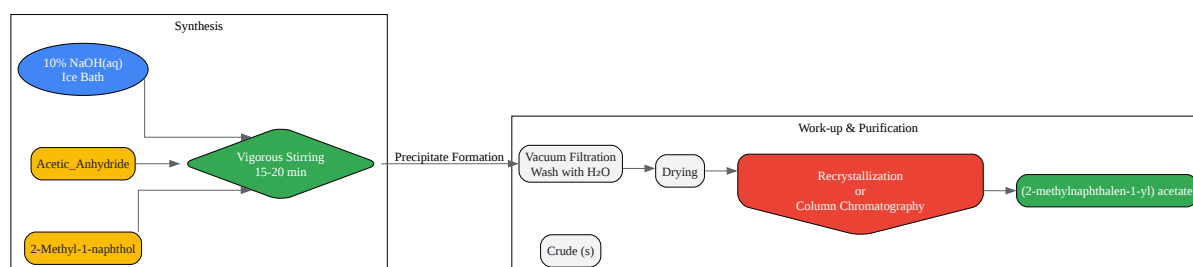 Synthesis
10% NaOH(aq)
Ice Bath
Acetic_Anhydride
2-Methyl-1-naphthol
Vigorous Stirring
15-20 min
Precipitate Formation
Work-up & Purification
Vacuum Filtration
Wash with H₂O
Drying
Recrystallization
or
Column Chromatography
(2-methylnaphthalen-1-yl) acetate
Crude (s)